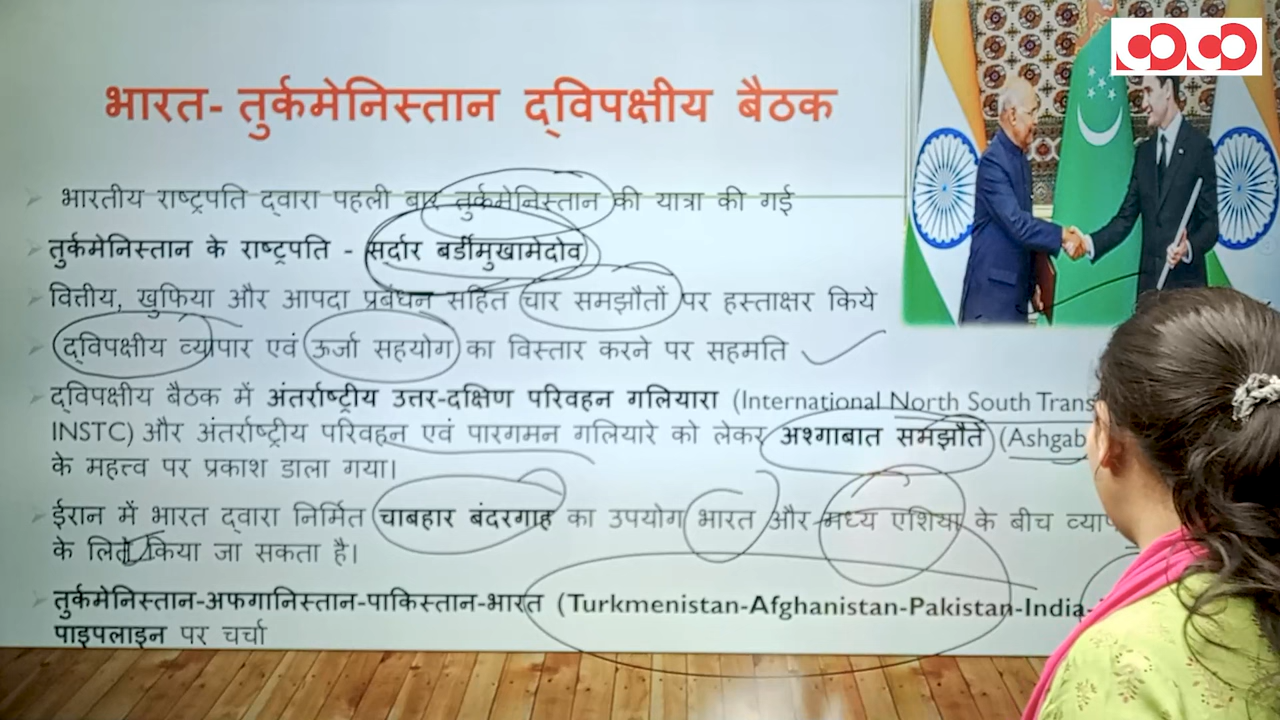 भारत- तुर्कमेनिस्तान द्विपक्षीय बैठक
भारतीय राष्ट्रपति द्वारा पहली बार तुर्कमेनिस्तान की यात्रा की गई
तुर्कमेनिस्तान के राष्ट्रपति - सर्दार बर्डीमुखामेदोव
वित्तीय, खुफिया और आपदा प्रबंधन सहित चार समझौतों पर हस्ताक्षर किये
द्विपक्षीय व्यापार एवं ऊर्जा सहयोग का विस्तार करने पर सहमति
द्विपक्षीय बैठक में अंतर्राष्ट्रीय उत्तर-दक्षिण परिवहन गलियारा (International North South Trans
INSTC) और अंतर्राष्ट्रीय परिवहन एवं पारगमन गलियारे को लेकर अश्गाबात समझौते (Ashgab
के महत्त्व पर प्रकाश डाला गया।
ईरान में भारत द्वारा निर्मित चाबहार बंदरगाह का उपयोग भारत और मध्य एशिया के बीच व्याप
के लिये किया जा सकता है।
तुर्कमेनिस्तान-अफगानिस्तान-पाकिस्तान-भारत (Turkmenistan-Afghanistan-Pakistan-India-
पाइपलाइन पर चर्चा